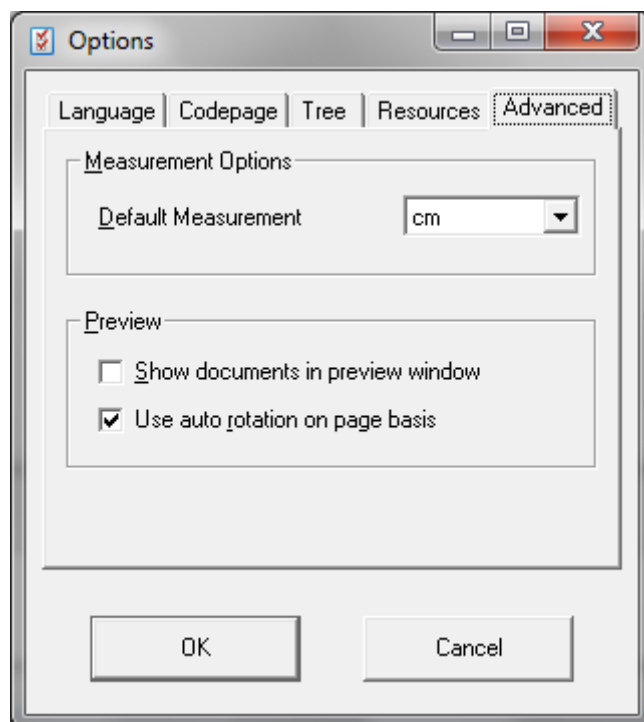 Options
Language Codepage Tree Resources Advanced
Measurement Options
Default Measurement cm
Preview
Show documents in preview window
Use auto rotation on page basis
OK Cancel